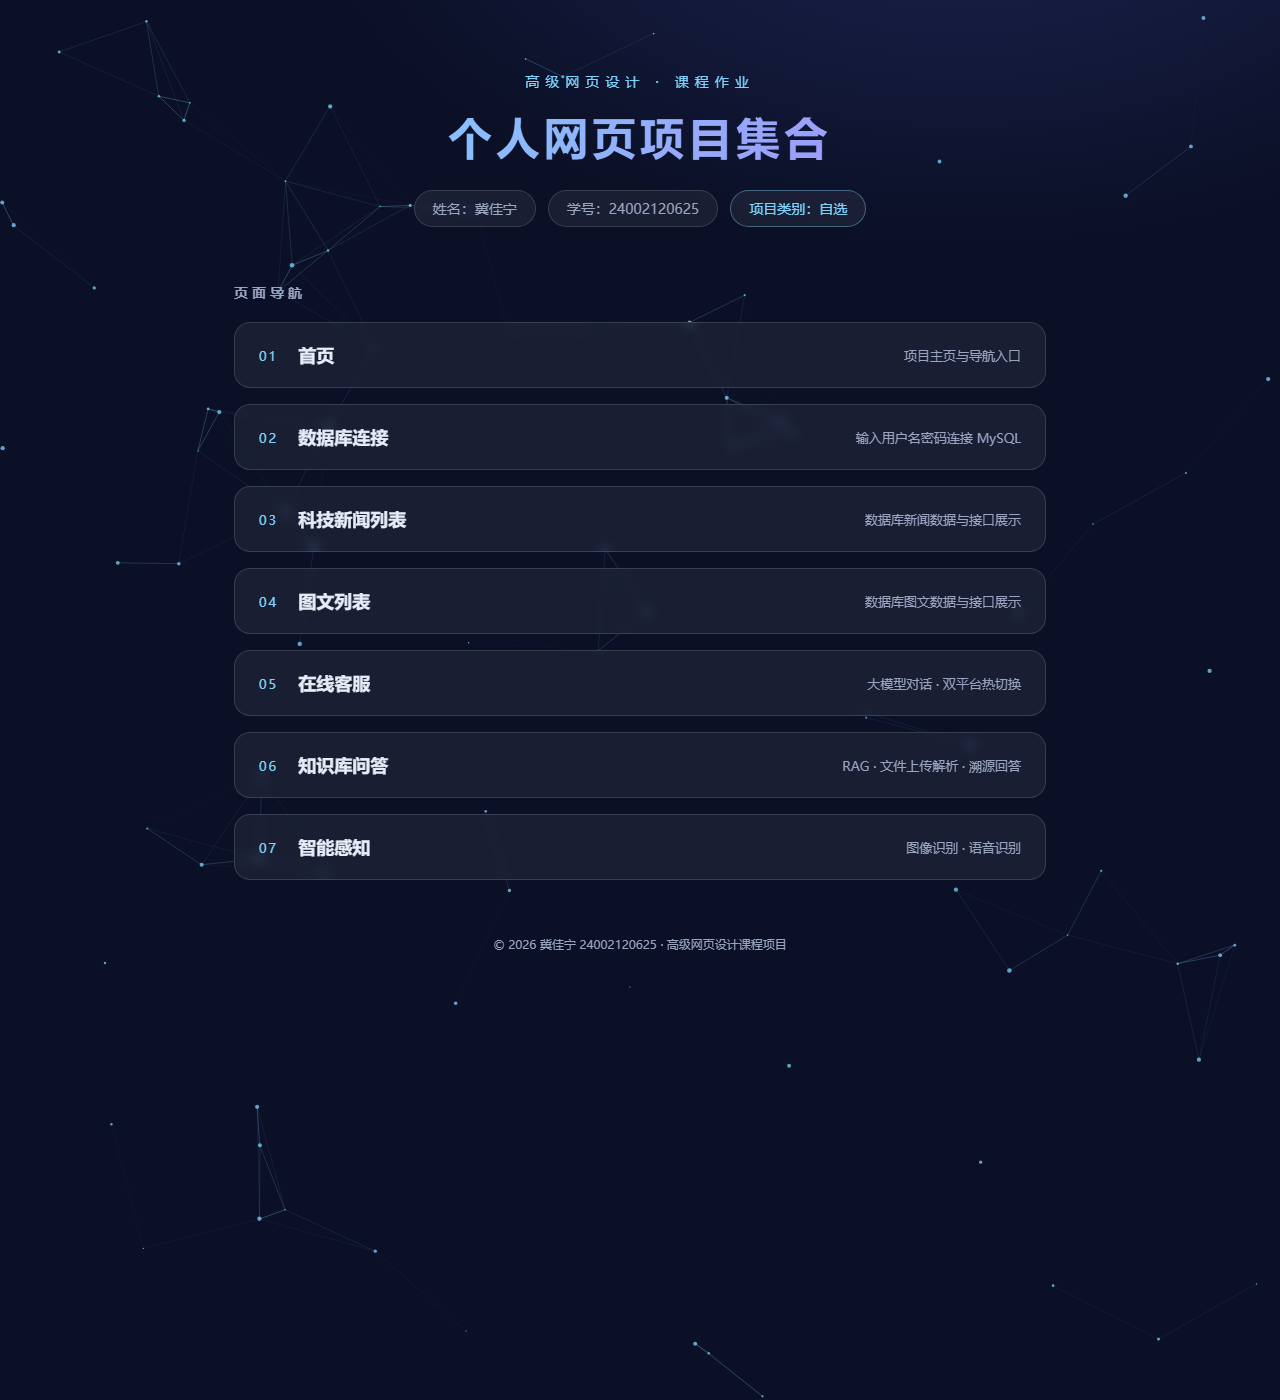 高级网页设计 · 课程作业
个人网页项目集合
姓名：冀佳宁 学号：24002120625 项目类别：自选
页面导航
01 首页 项目主页与导航入口
02 数据库连接 输入用户名密码连接 MySQL
03 科技新闻列表 数据库新闻数据与接口展示
04 图文列表 数据库图文数据与接口展示
05 在线客服 大模型对话 · 双平台热切换
06 知识库问答 RAG · 文件上传解析 · 溯源回答
07 智能感知 图像识别 · 语音识别
© 2026 冀佳宁 24002120625 · 高级网页设计课程项目